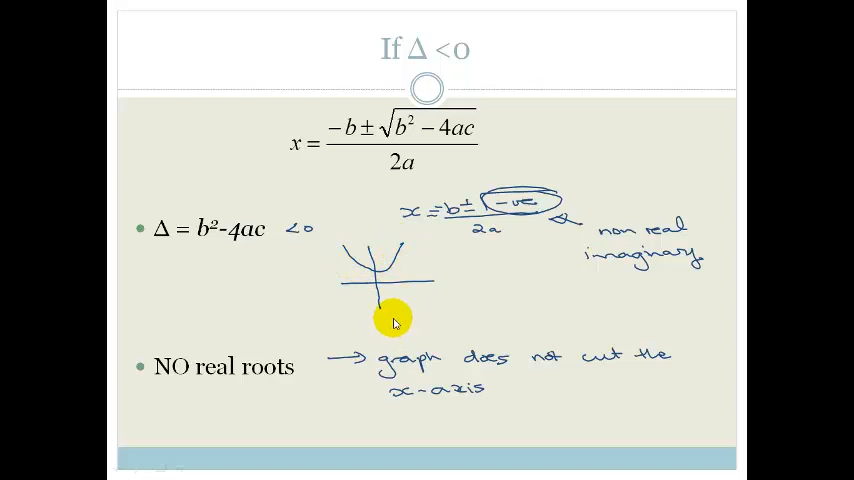 If Δ <0
x = −b ± √b² − 4ac / 2a
x = −b ± √−ve / 2a
• Δ = b²-4ac <0
non real
imaginary
• NO real roots → graph does not cut the
x-axis